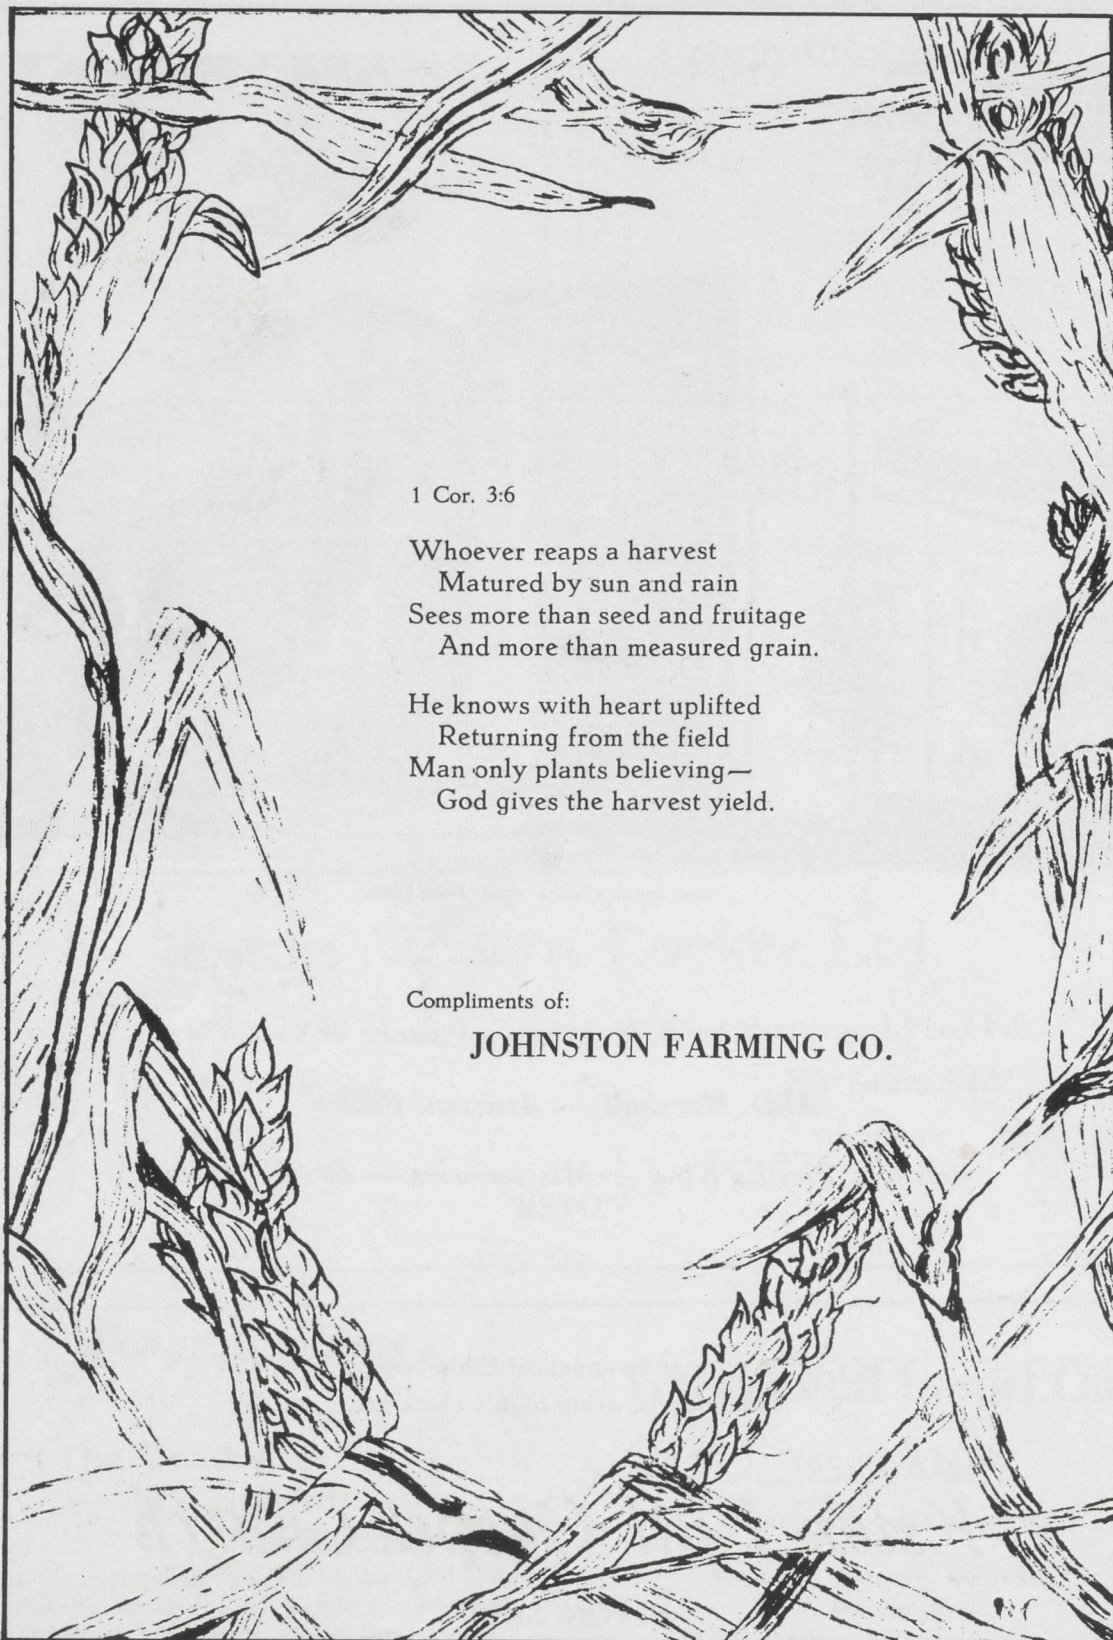 1 Cor. 3:6
Whoever reaps a harvest
Matured by sun and rain
Sees more than seed and fruitage
And more than measured grain.
He knows with heart uplifted
Returning from the field
Man only plants believing—
God gives the harvest yield.
Compliments of:
JOHNSTON FARMING CO.